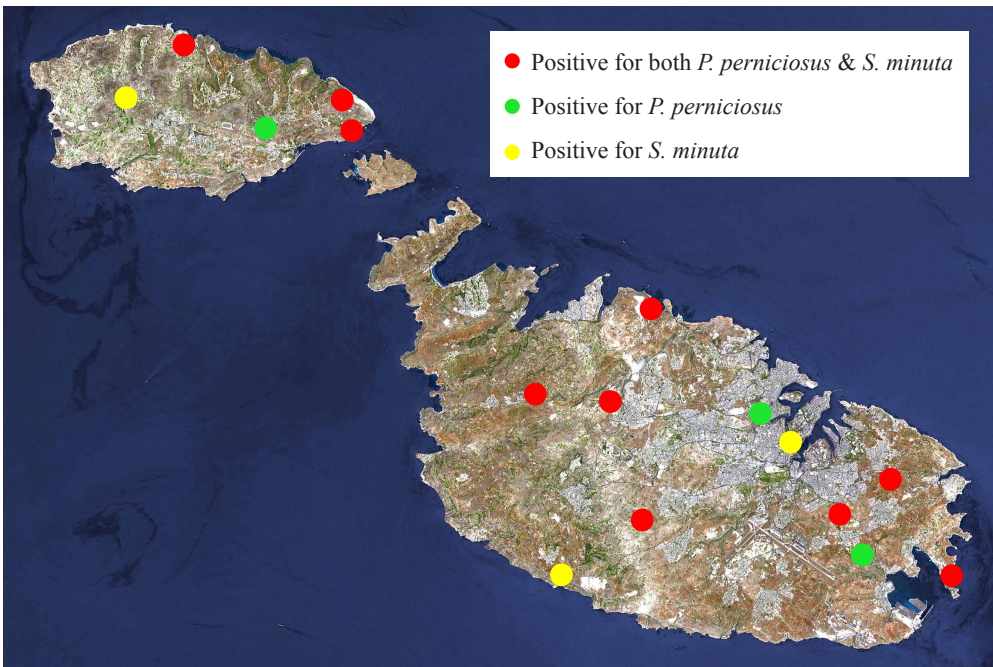 Positive for both P. perniciosus & S. minuta
Positive for P. perniciosus
Positive for S. minuta